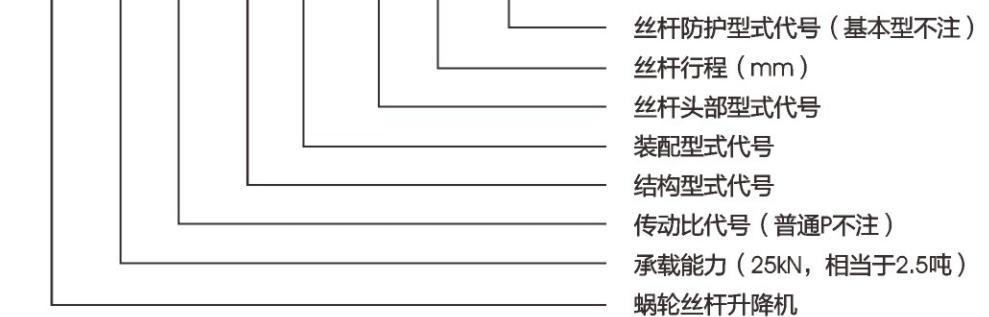 丝杆防护型式代号（基本型不注）
丝杆行程（mm）
丝杆头部型式代号
装配型式代号
结构型式代号
传动比代号（普通P不注）
承载能力（25kN，相当于2.5吨）
蜗轮丝杆升降机